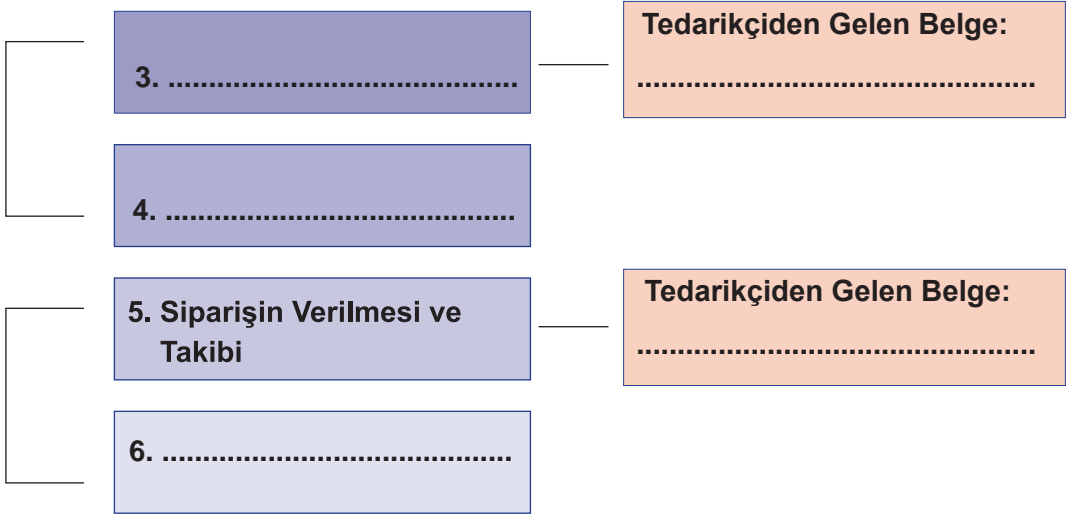 Tedarikçiden Gelen Belge:
3. ...........................................
.................................................
4. ...........................................
5. Siparişin Verilmesi ve
Takibi
Tedarikçiden Gelen Belge:
.................................................
6. ...........................................